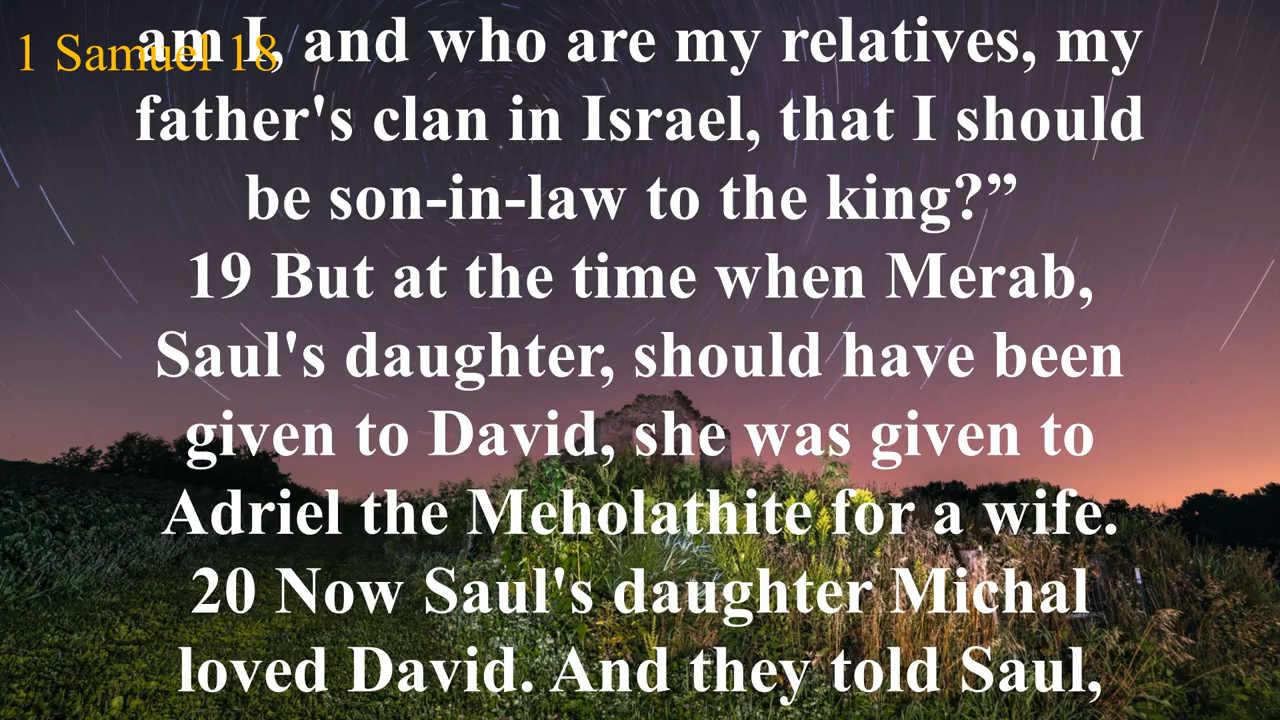 1 Samuel 18
am I, and who are my relatives, my
father's clan in Israel, that I should
be son-in-law to the king?”
19 But at the time when Merab,
Saul's daughter, should have been
given to David, she was given to
Adriel the Meholathite for a wife.
20 Now Saul's daughter Michal
loved David. And they told Saul,